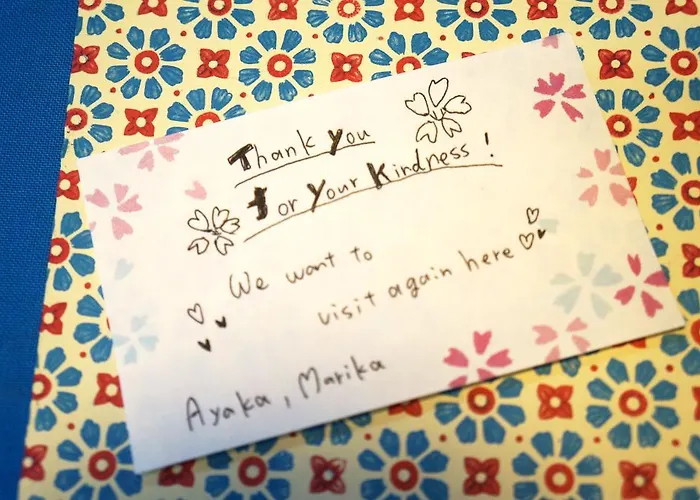 Thank you
for your Kindness!
We want to
visit again here
Ayaka, Marika